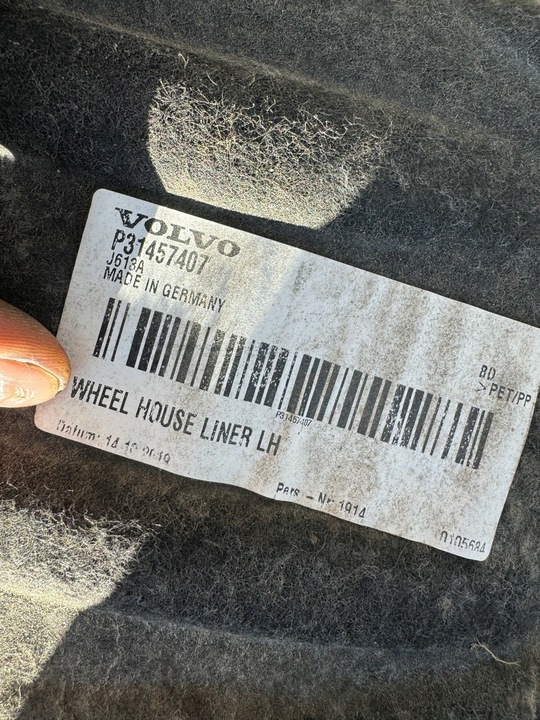 VOLVO
P31457407
J613A
MADE IN GERMANY
BD
>PET/PP
P31457407
WHEEL HOUSE LINER LH
Datum: 14.10.2019
Pers - Nr: 1914
0105684